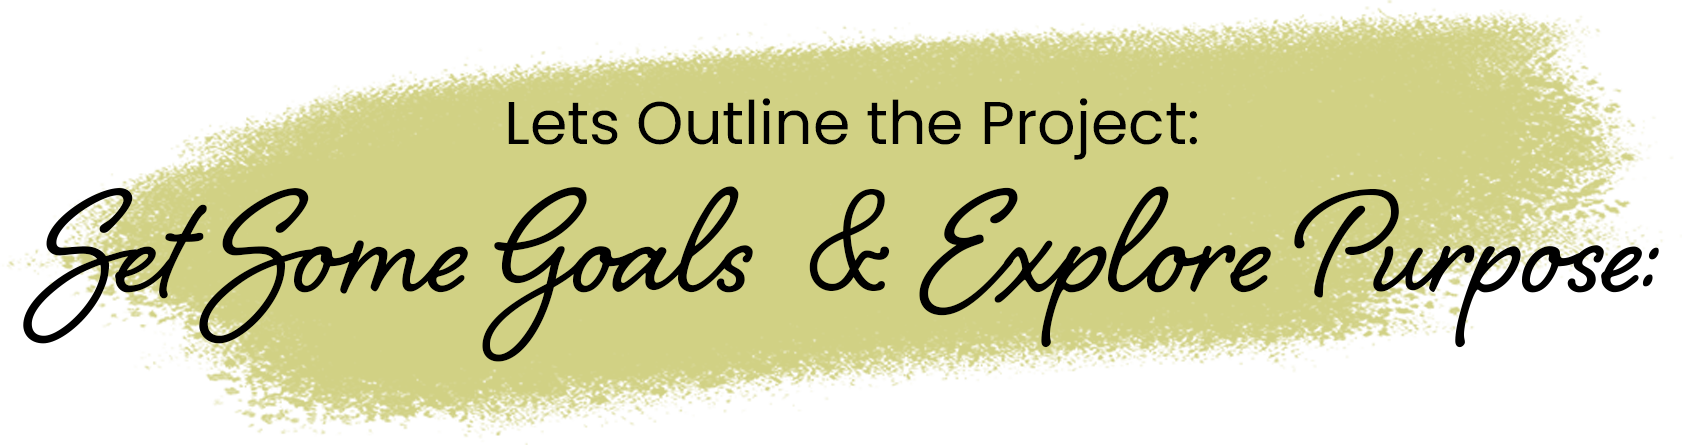 Lets Outline the Project:
Set Some Goals & Explore Purpose: